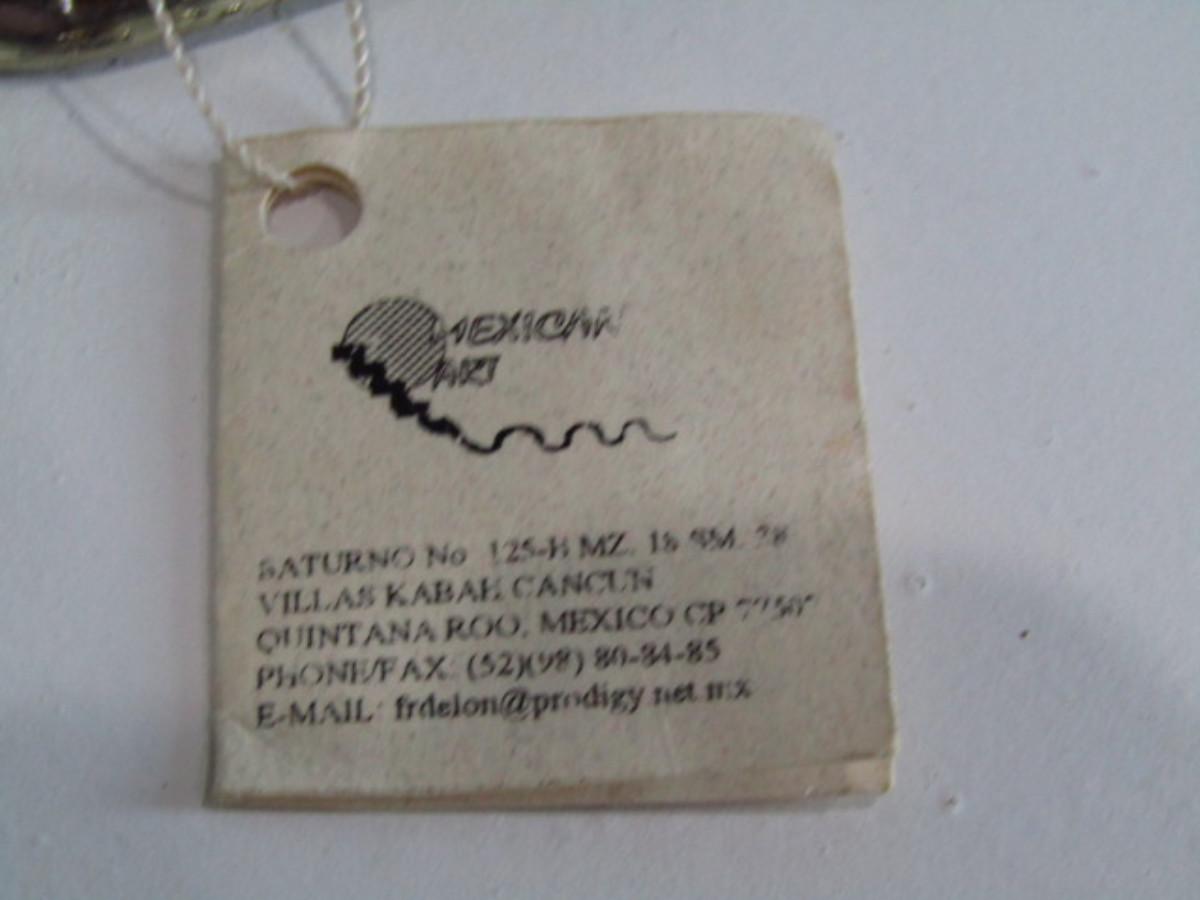 MEXICAN
ART
SATURNO No 125-H MZ. 18 SM.
VILLAS KABAH CANCUN
QUINTANA ROO, MEXICO CP
PHONE/FAX: (52)(98) 80-84-85
E-MAIL: frdelon@prodigy.net.mx